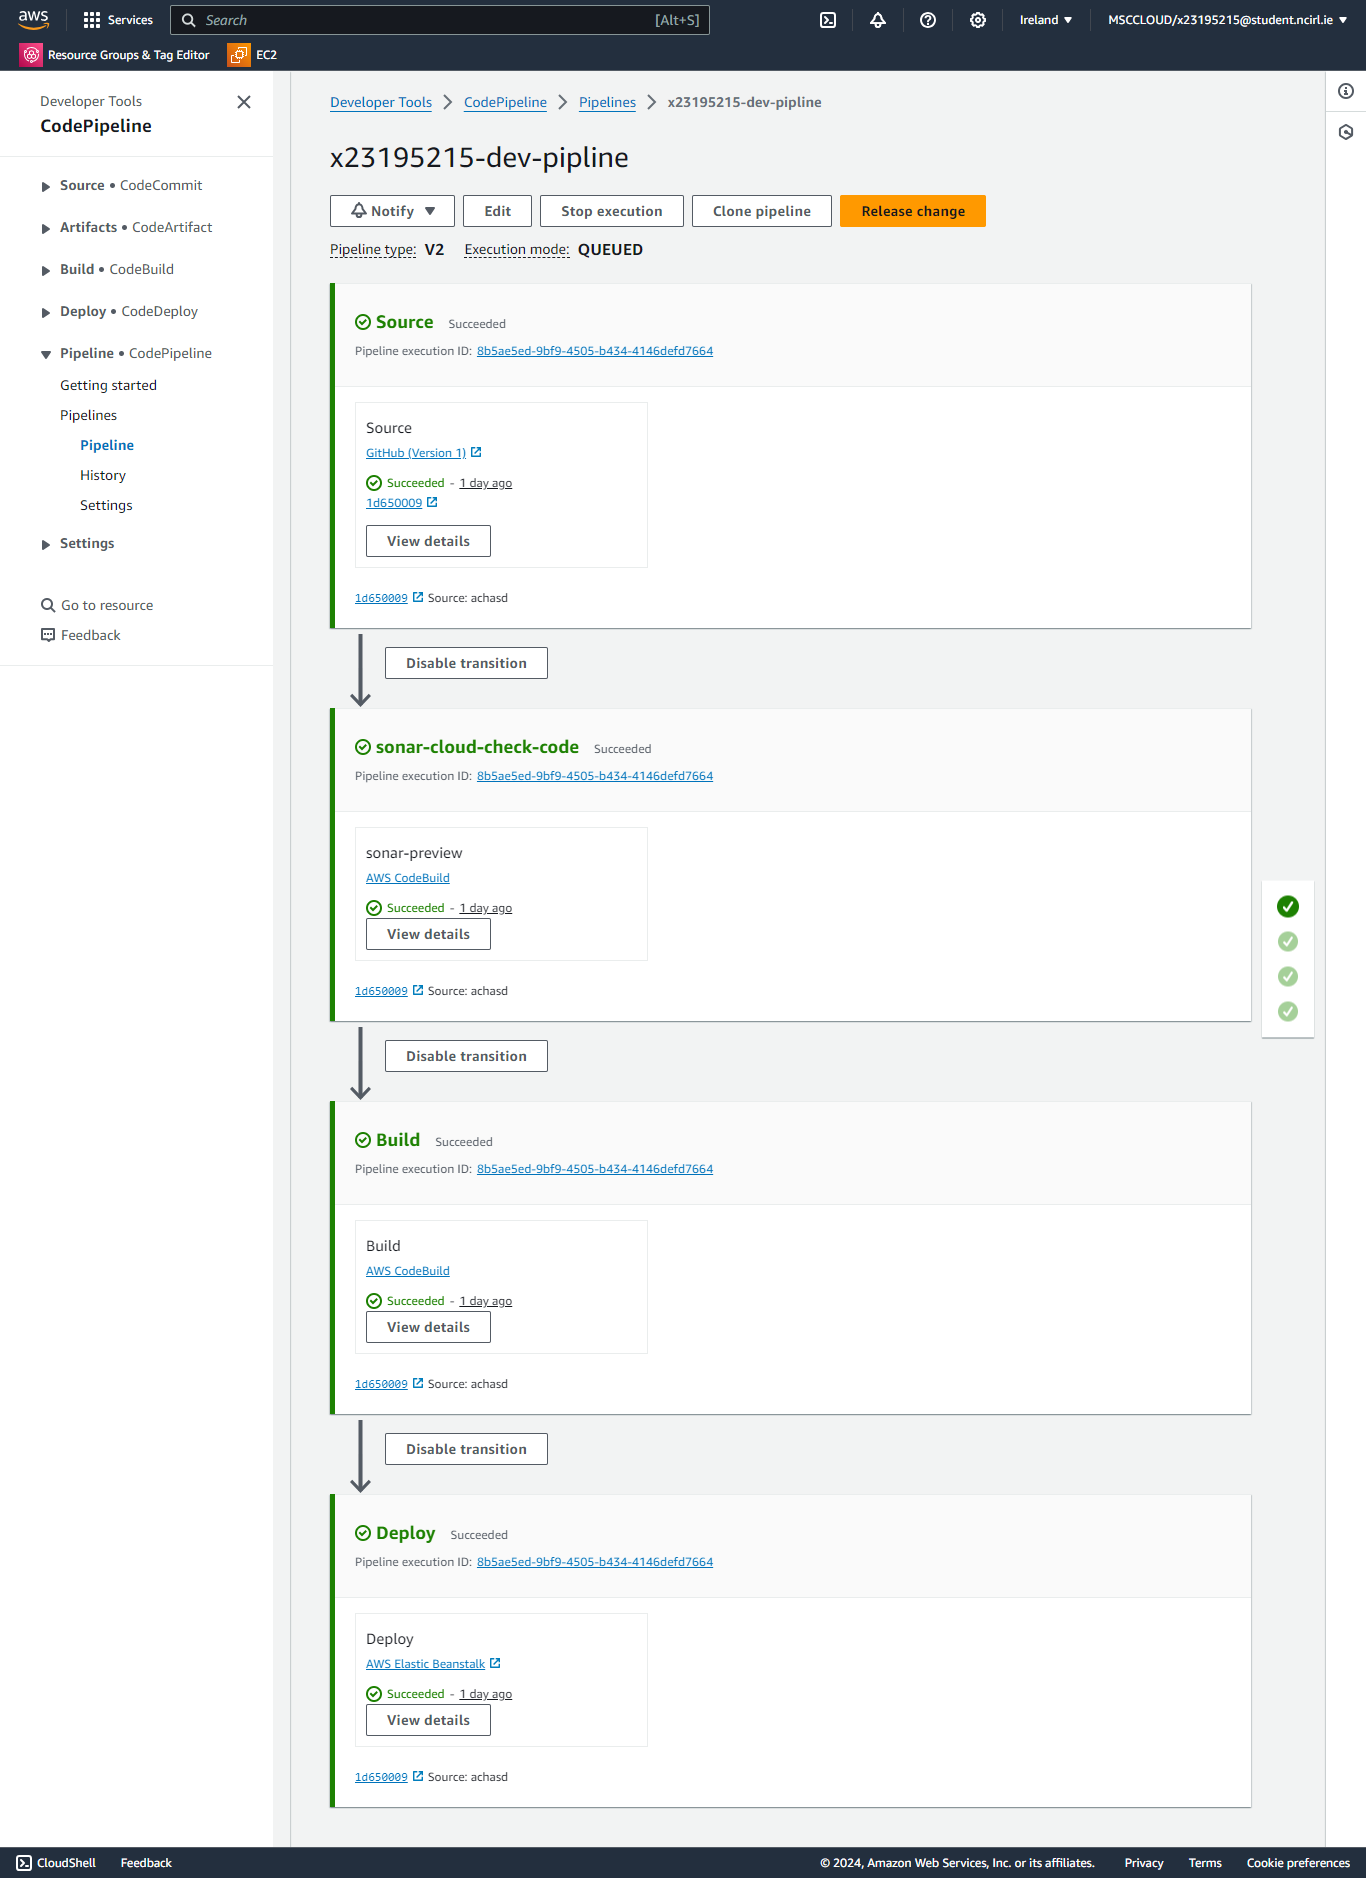 aws
Services
Search
[Alt+S]
Ireland
MSCCLOUD/x23195215@student.ncirl.ie
Resource Groups & Tag Editor
EC2
Developer Tools
CodePipeline
Source • CodeCommit
Artifacts • CodeArtifact
Build • CodeBuild
Deploy • CodeDeploy
Pipeline • CodePipeline
Getting started
Pipelines
Pipeline
History
Settings
Settings
Go to resource
Feedback
Developer Tools
CodePipeline
Pipelines
x23195215-dev-pipline
x23195215-dev-pipline
Notify
Edit
Stop execution
Clone pipeline
Release change
Pipeline type: V2
Execution mode: QUEUED
Source Succeeded
Pipeline execution ID: 8b5ae5ed-9bf9-4505-b434-4146defd7664
Source
GitHub (Version 1)
Succeeded - 1 day ago
1d650009
View details
1d650009 Source: achasd
Disable transition
sonar-cloud-check-code Succeeded
Pipeline execution ID: 8b5ae5ed-9bf9-4505-b434-4146defd7664
sonar-preview
AWS CodeBuild
Succeeded - 1 day ago
View details
1d650009 Source: achasd
Disable transition
Build Succeeded
Pipeline execution ID: 8b5ae5ed-9bf9-4505-b434-4146defd7664
Build
AWS CodeBuild
Succeeded - 1 day ago
View details
1d650009 Source: achasd
Disable transition
Deploy Succeeded
Pipeline execution ID: 8b5ae5ed-9bf9-4505-b434-4146defd7664
Deploy
AWS Elastic Beanstalk
Succeeded - 1 day ago
View details
1d650009 Source: achasd
CloudShell
Feedback
© 2024, Amazon Web Services, Inc. or its affiliates.
Privacy
Terms
Cookie preferences